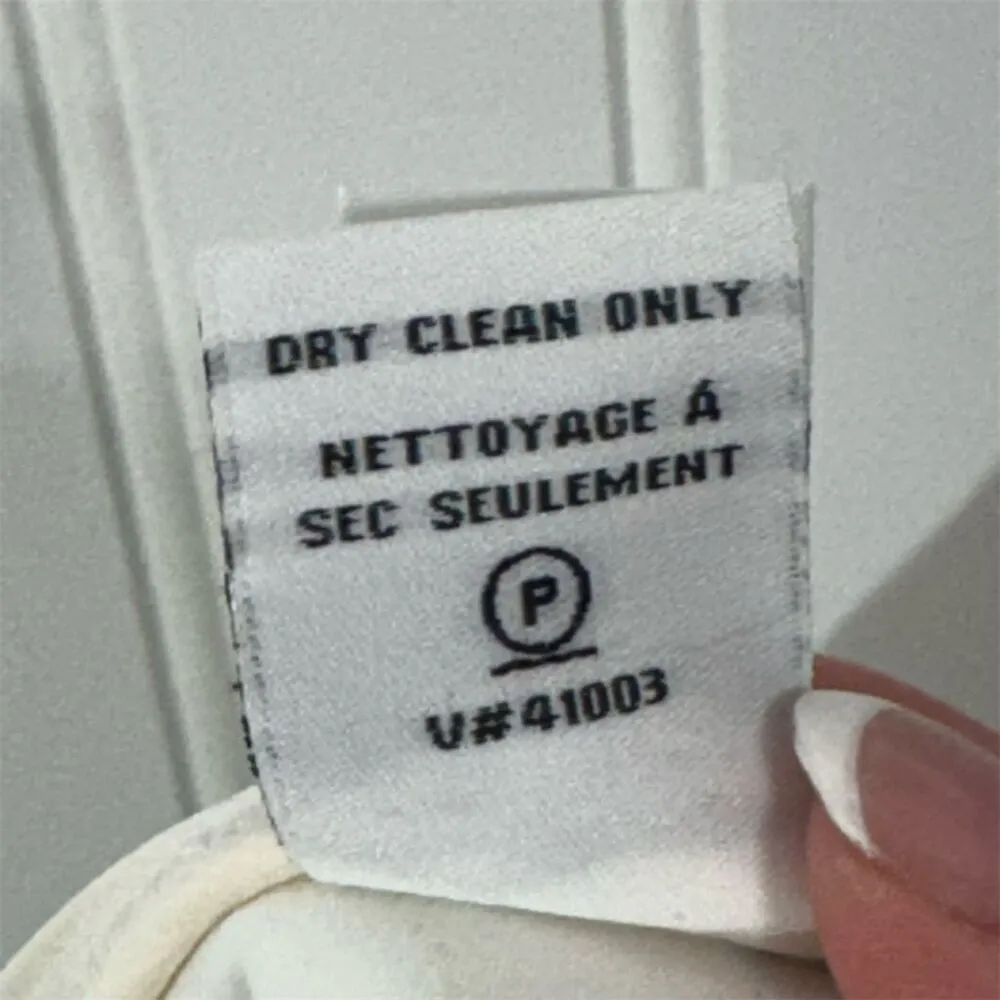 DRY CLEAN ONLY
NETTOYAGE Á
SEC SEULEMENT
P
V#41003